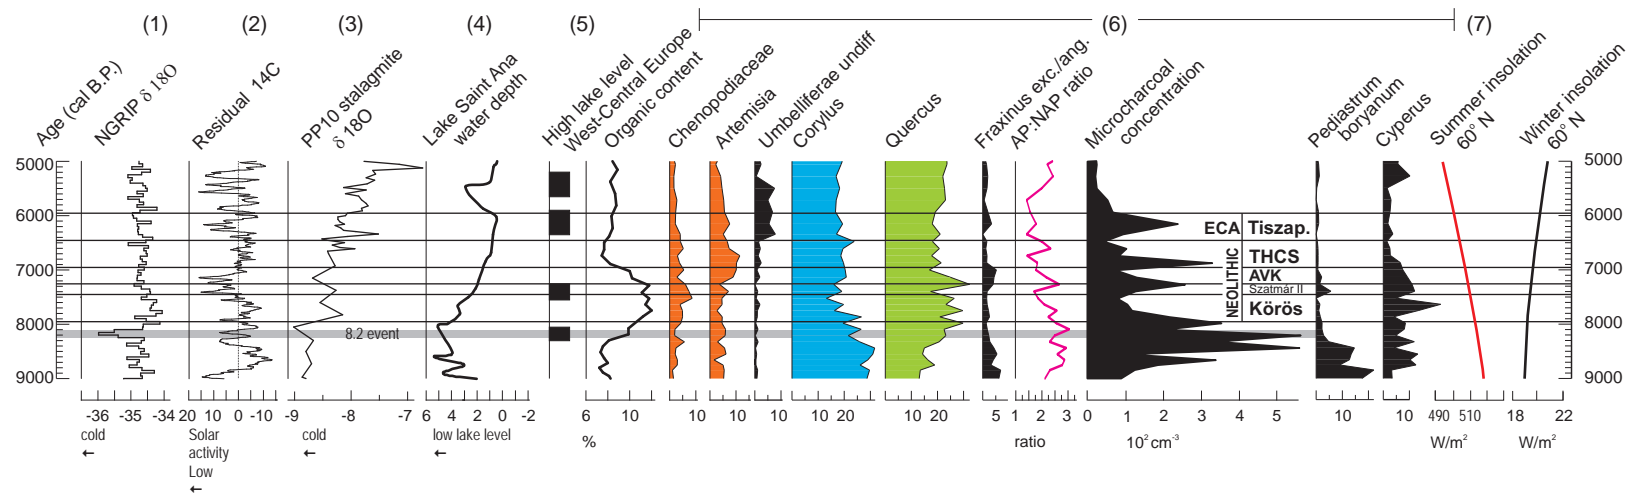 (1) (2) (3) (4) (5) (6) (7)
Age (cal B.P.)
NGRIP δ 18O
Residual 14C
PP10 stalagmite
δ 18O
Lake Saint Ana
water depth
High lake level
West-Central Europe
Organic content
Chenopodiaceae
Artemisia
Umbelliferae undiff
Corylus
Quercus
Fraxinus exc./ang.
AP:NAP ratio
Microcharcoal
concentration
Pediastrum
boryanum
Cyperus
Summer insolation
60° N
Winter insolation
60° N
5000 5000
6000 6000
ECA Tiszap.
THCS
7000 7000
AVK
Szatmár II
NEOLITHIC
Körös
8000 8000
8.2 event
9000 9000
-36 -35 -34 20 10 0 -10 -9 -8 -7 6 4 2 0 -2 6 10 10 10 10 10 20 10 20 5 1 2 3 0 1 2 3 4 5 10 10 490 510 18 22
cold Solar cold low lake level % ratio 10² cm⁻³ W/m² W/m²
← activity ← ←
Low
←